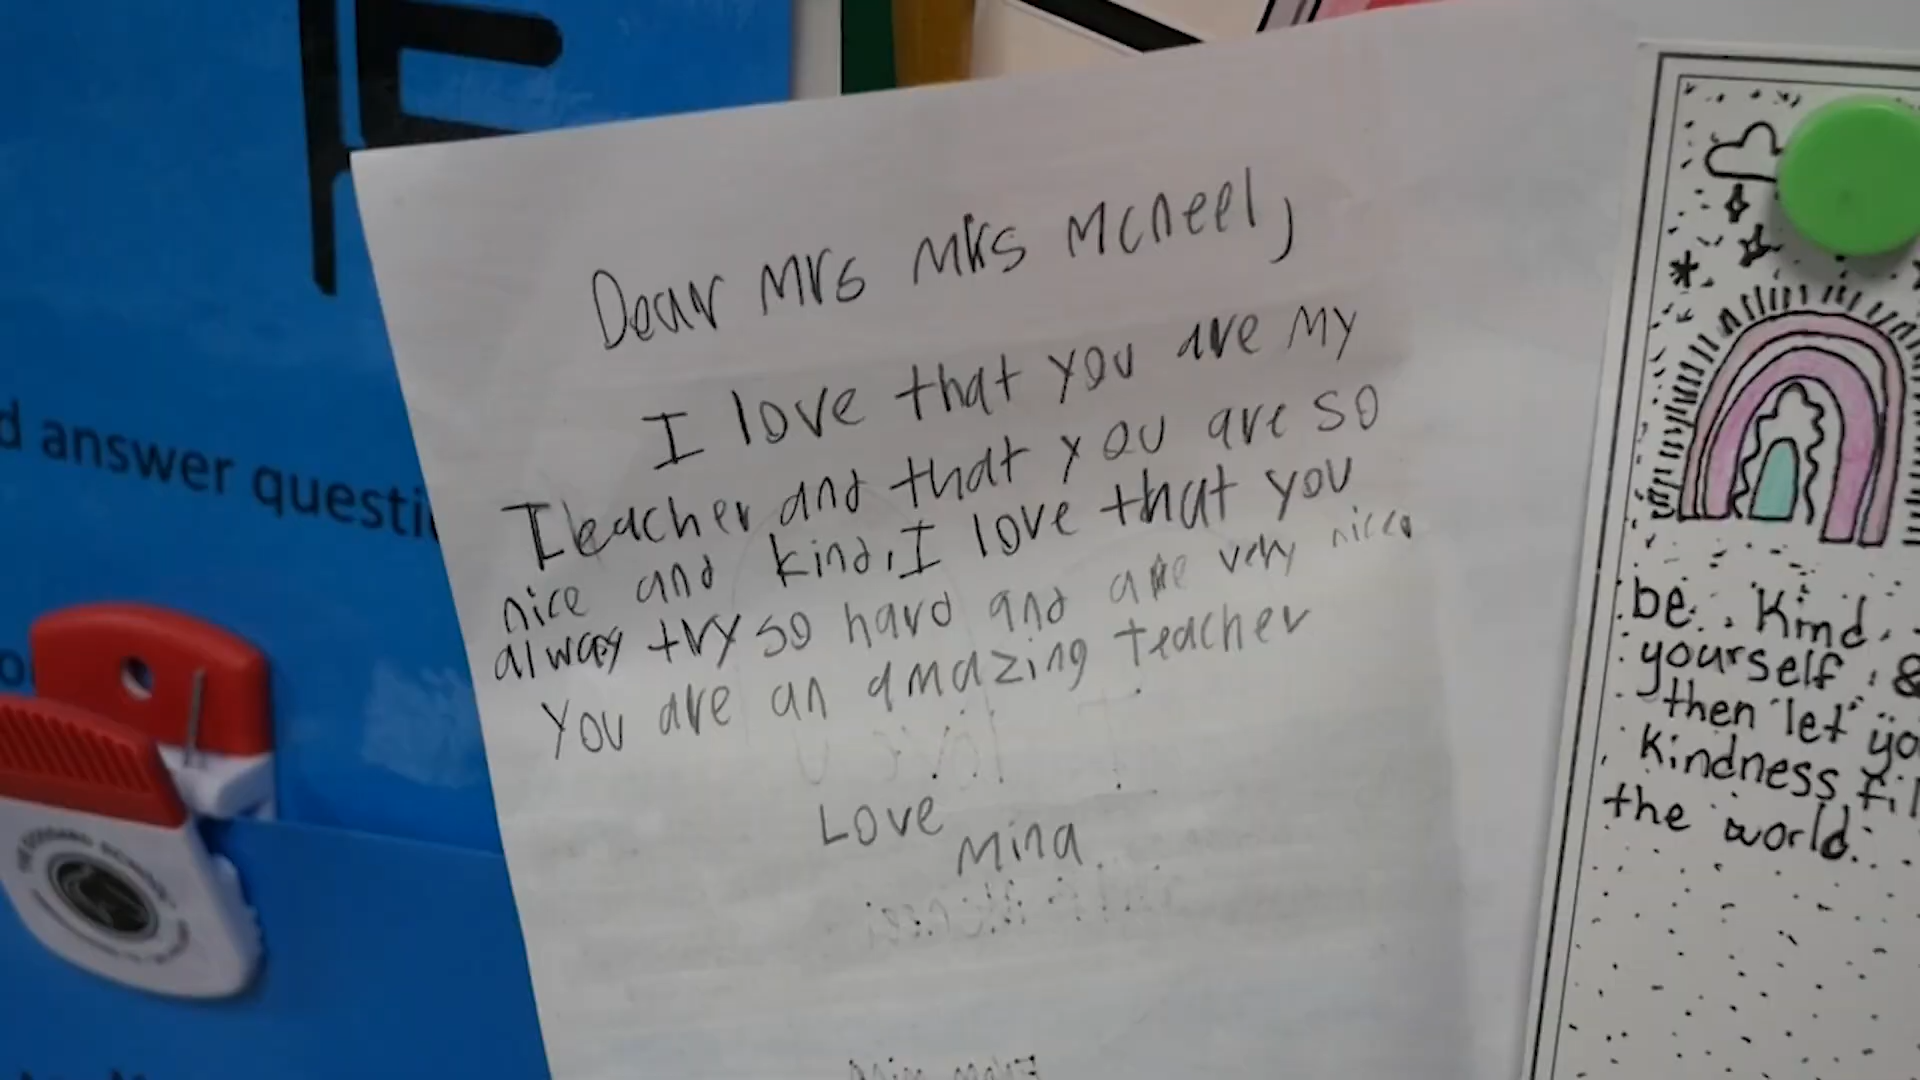 d answer questi
Dear Mrs Mrs Mcneel,
I love that you are my
Teacher and that you are so
nice and kind. I love that you
always try so hard and are very nice.
You are an amazing teacher
Love
Mina
be. Kind.
yourself &
then let yo
kindness fil
the world.